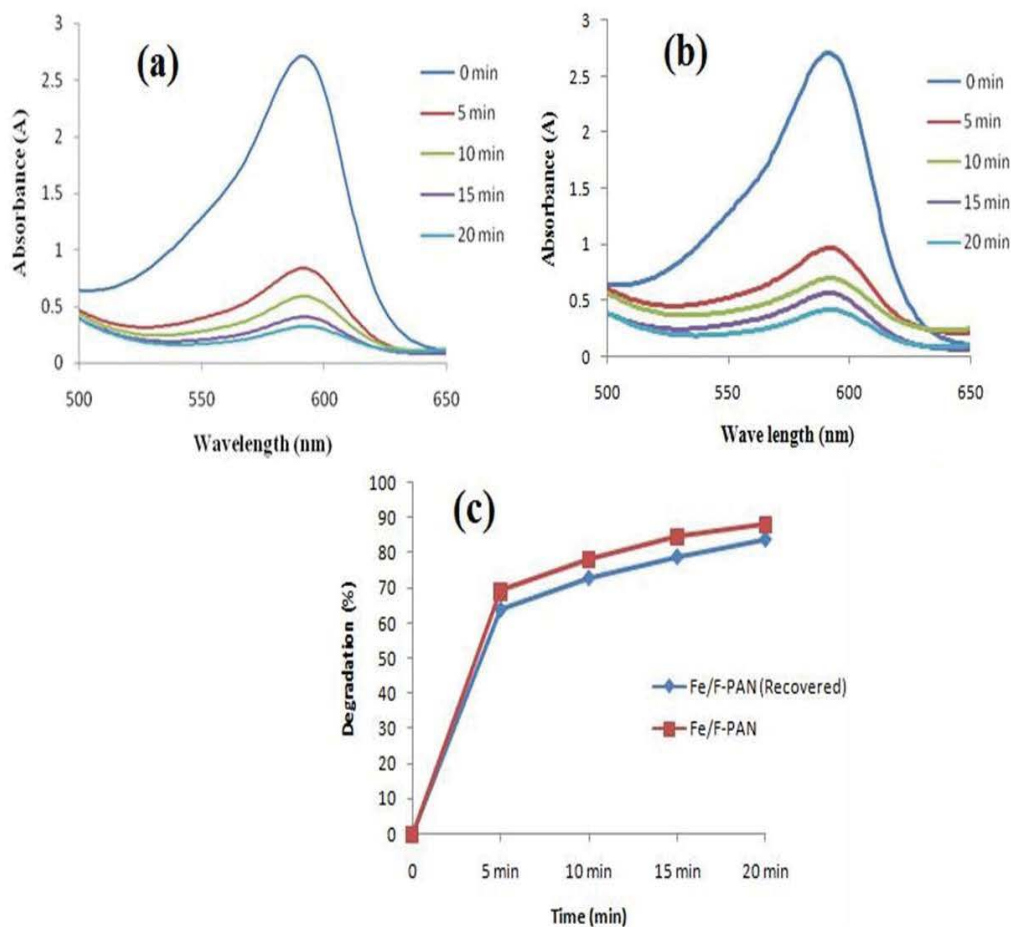 (a)
3
2.5
2
1.5
1
0.5
0
Absorbance (A)
500 550 600 650
Wavelength (nm)
0 min
5 min
10 min
15 min
20 min
(b)
3
2.5
2
1.5
1
0.5
0
Absorbance (A)
500 550 600 650
Wave length (nm)
0 min
5 min
10 min
15 min
20 min
(c)
100
90
80
70
60
50
40
30
20
10
0
Degradation (%)
0 5 min 10 min 15 min 20 min
Time (min)
Fe/F-PAN (Recovered)
Fe/F-PAN